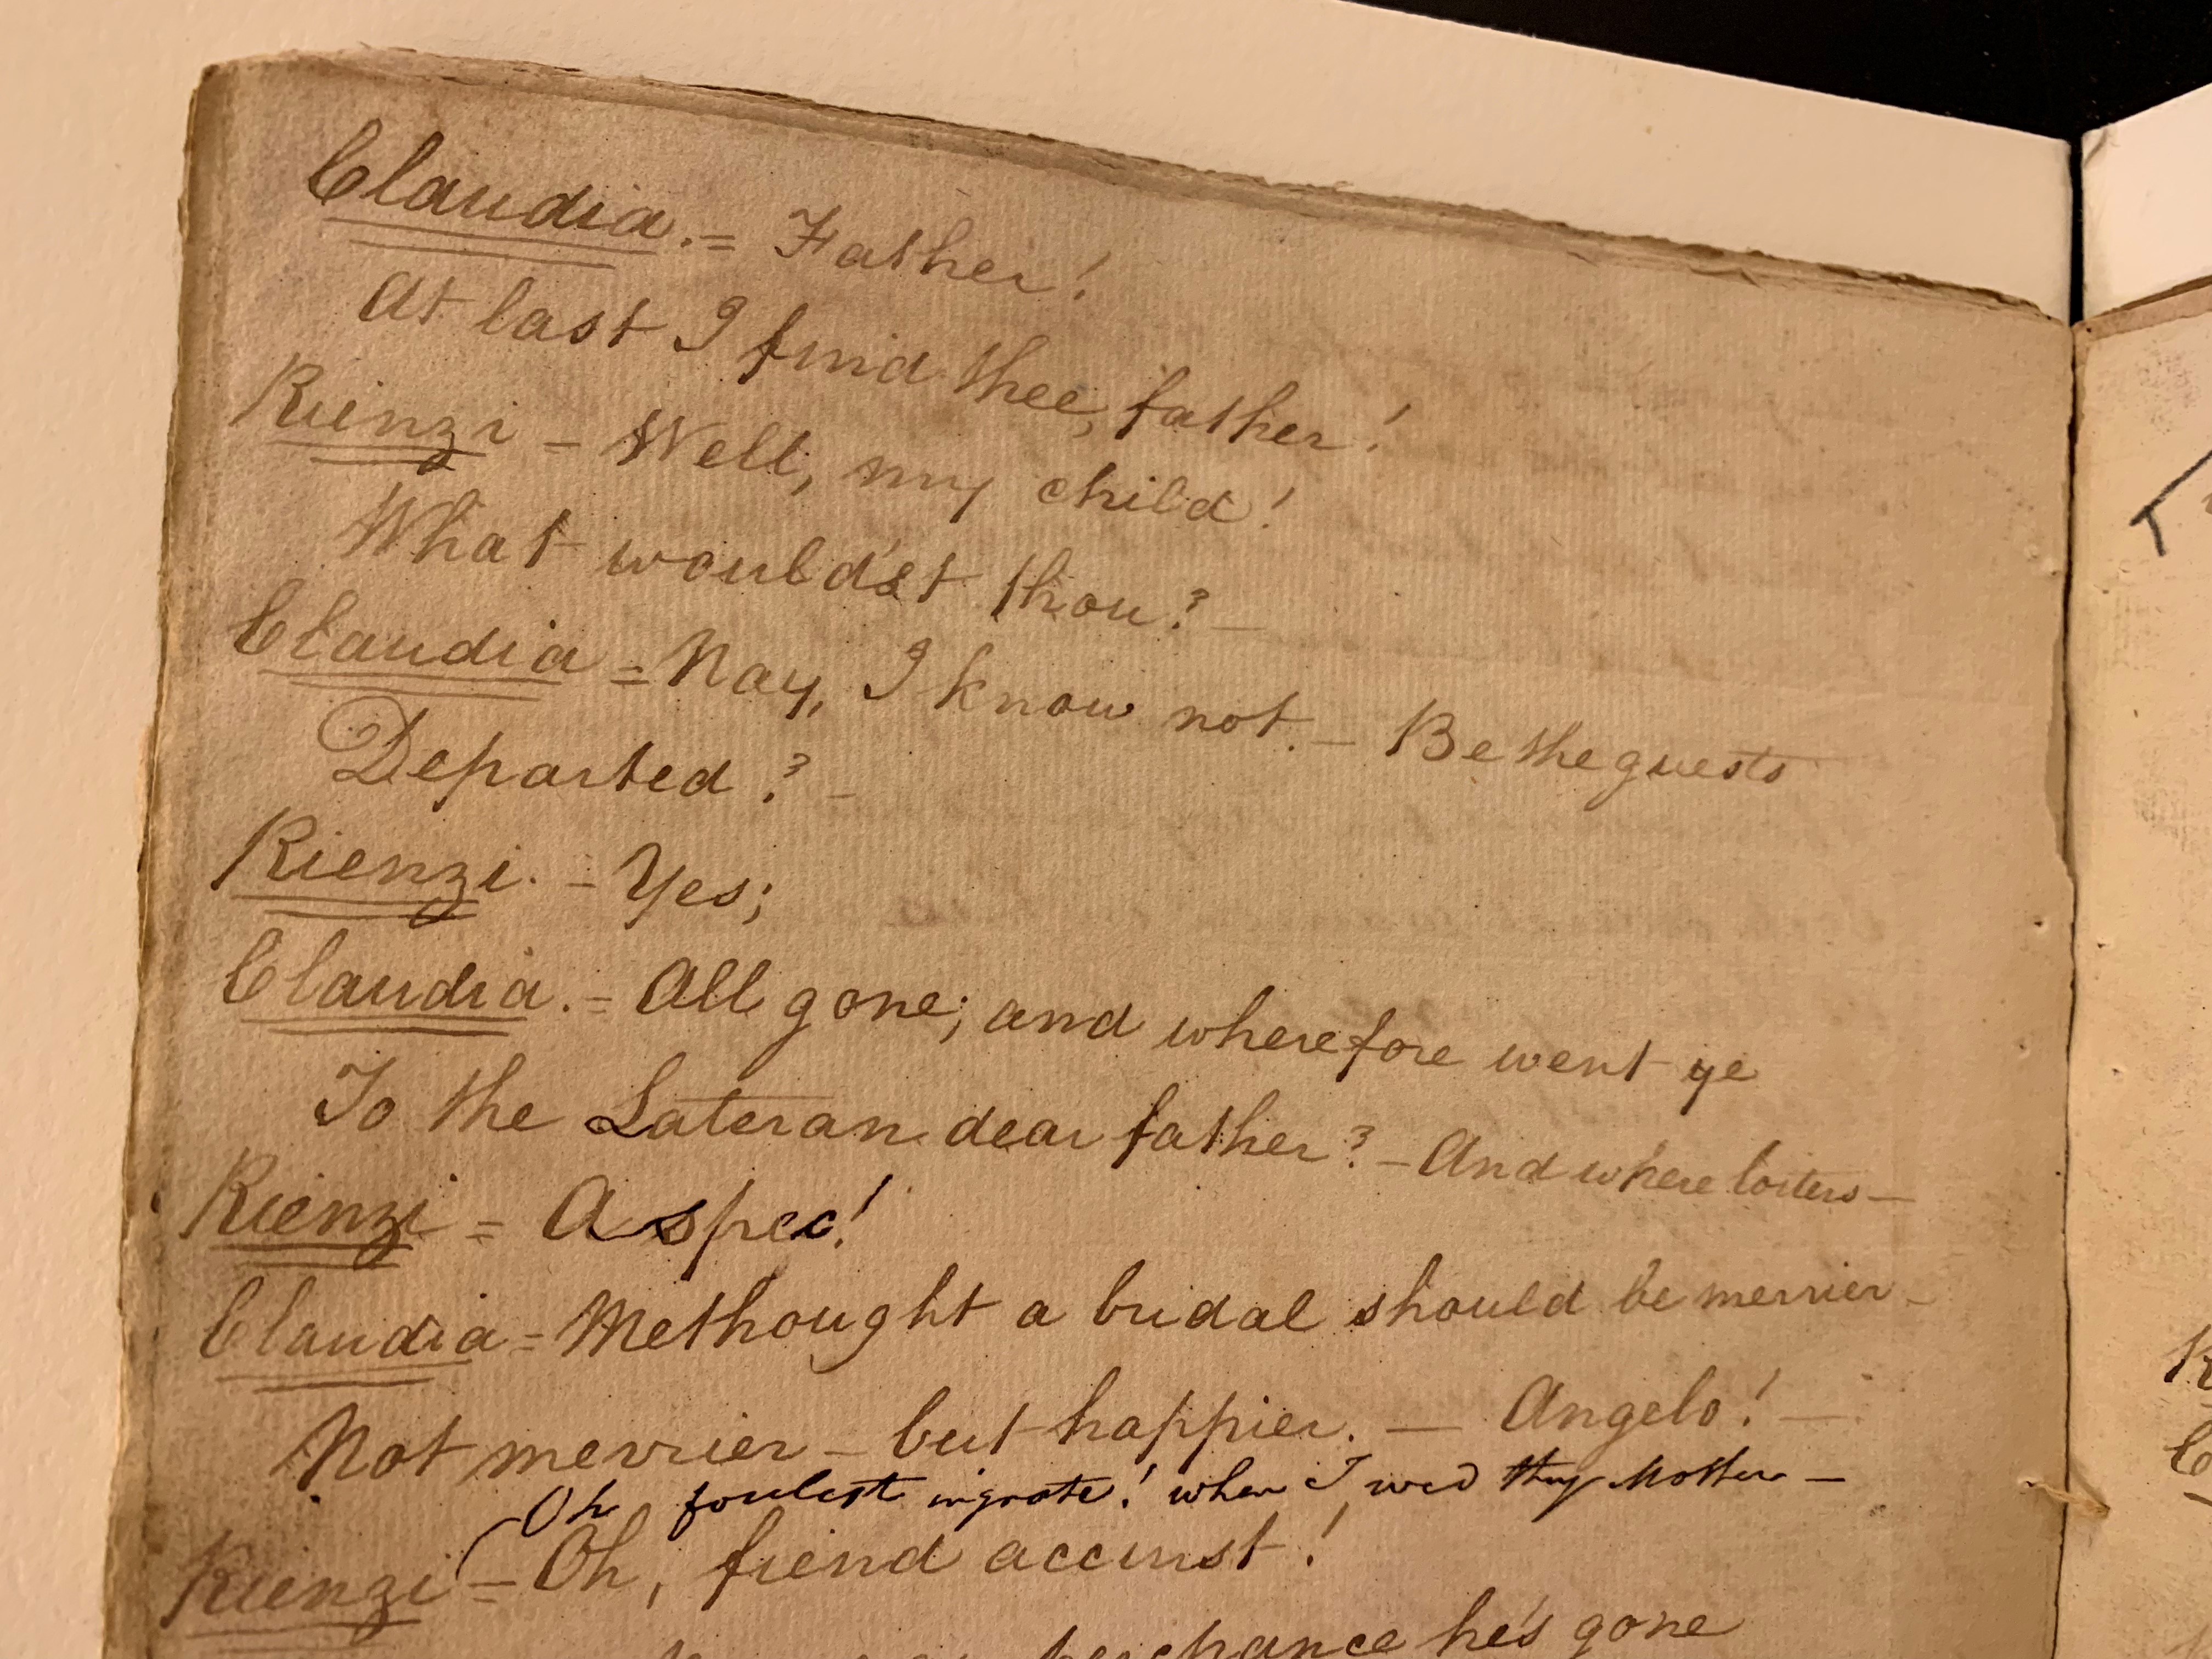 Claudia. = Father!
At last I find thee, father!
Rienzi - Well, my child!
What would'st thou? -
Claudia = Nay, I know not. - Be the guests
Departed? -
Rienzi. - Yes;
Claudia. = All gone; and wherefore went ye
To the Lateran dear father? - And where loiters -
Rienzi = A spec!
Claudia = Methought a bridal should be merrier -
Not merrier - but happier. - Angelo! -
Oh foulest ingrate! when I wed thy Mother -
Rienzi = Oh, fiend accurst!
perchance he's gone